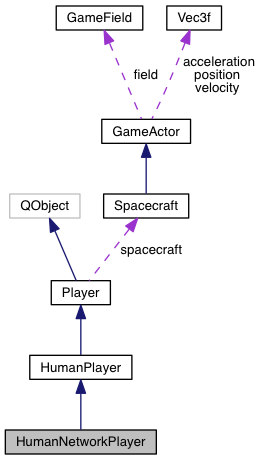 GameField
Vec3f
field
acceleration
position
velocity
GameActor
QObject
Spacecraft
spacecraft
Player
HumanPlayer
HumanNetworkPlayer